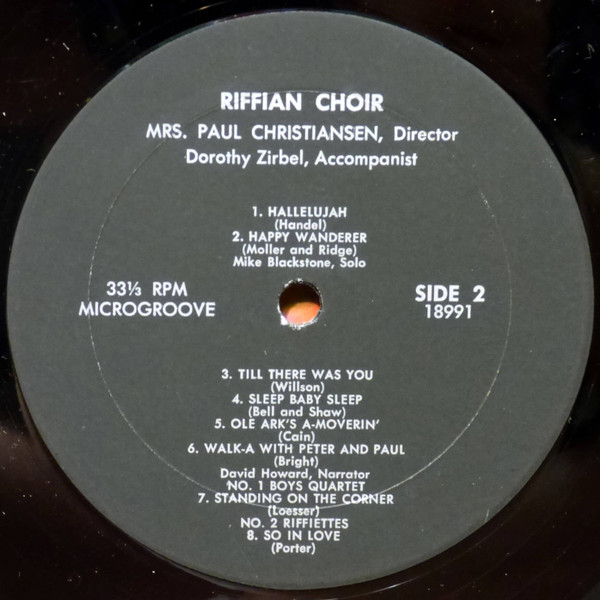 RIFFIAN CHOIR
MRS. PAUL CHRISTIANSEN, Director
Dorothy Zirbel, Accompanist
1. HALLELUJAH
(Handel)
2. HAPPY WANDERER
(Moller and Ridge)
Mike Blackstone, Solo
33⅓ RPM
MICROGROOVE
SIDE 2
18991
3. TILL THERE WAS YOU
(Willson)
4. SLEEP BABY SLEEP
(Bell and Shaw)
5. OLE ARK'S A-MOVERIN'
(Cain)
6. WALK-A WITH PETER AND PAUL
(Bright)
David Howard, Narrator
NO. 1 BOYS QUARTET
7. STANDING ON THE CORNER
(Loesser)
NO. 2 RIFFIETTES
8. SO IN LOVE
(Porter)